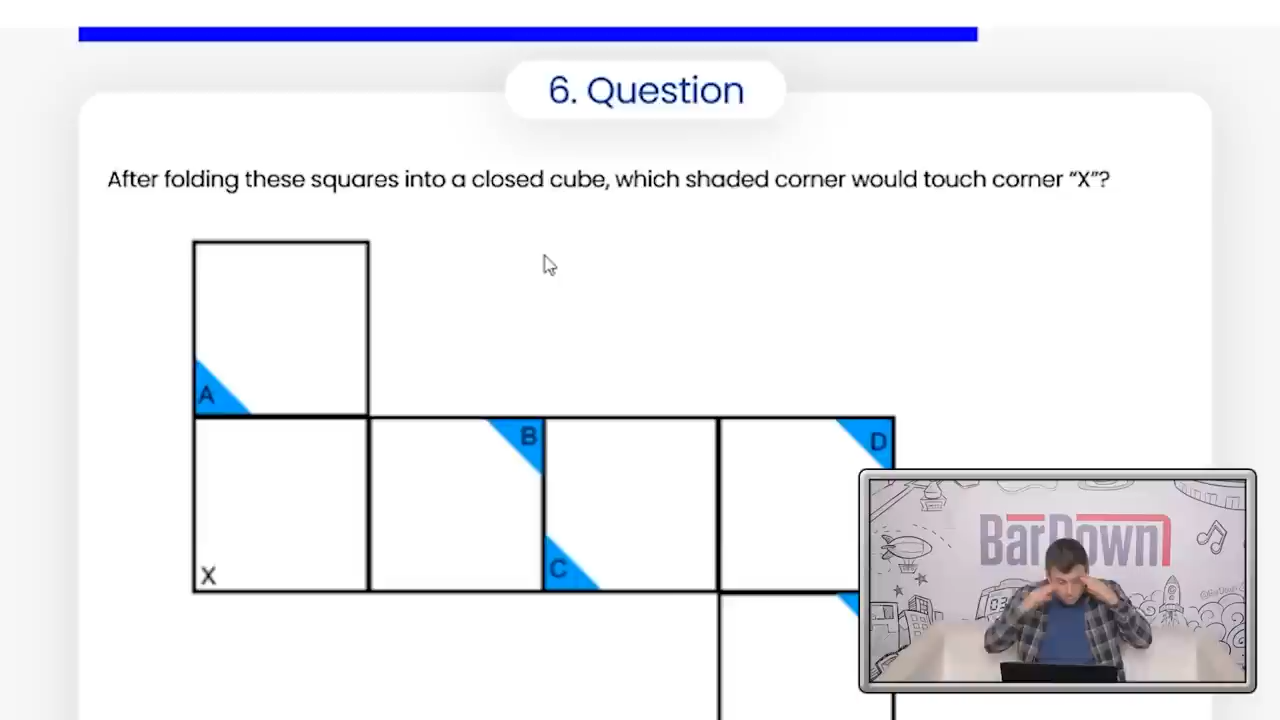 6. Question
After folding these squares into a closed cube, which shaded corner would touch corner “X”?
A
B
D
C
X
BarDown